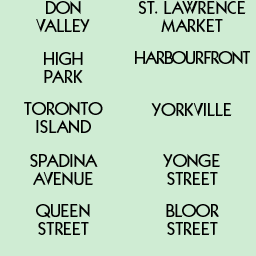 DON
VALLEY
ST. LAWRENCE
MARKET
HIGH
PARK
HARBOURFRONT
TORONTO
ISLAND
YORKVILLE
SPADINA
AVENUE
YONGE
STREET
QUEEN
STREET
BLOOR
STREET